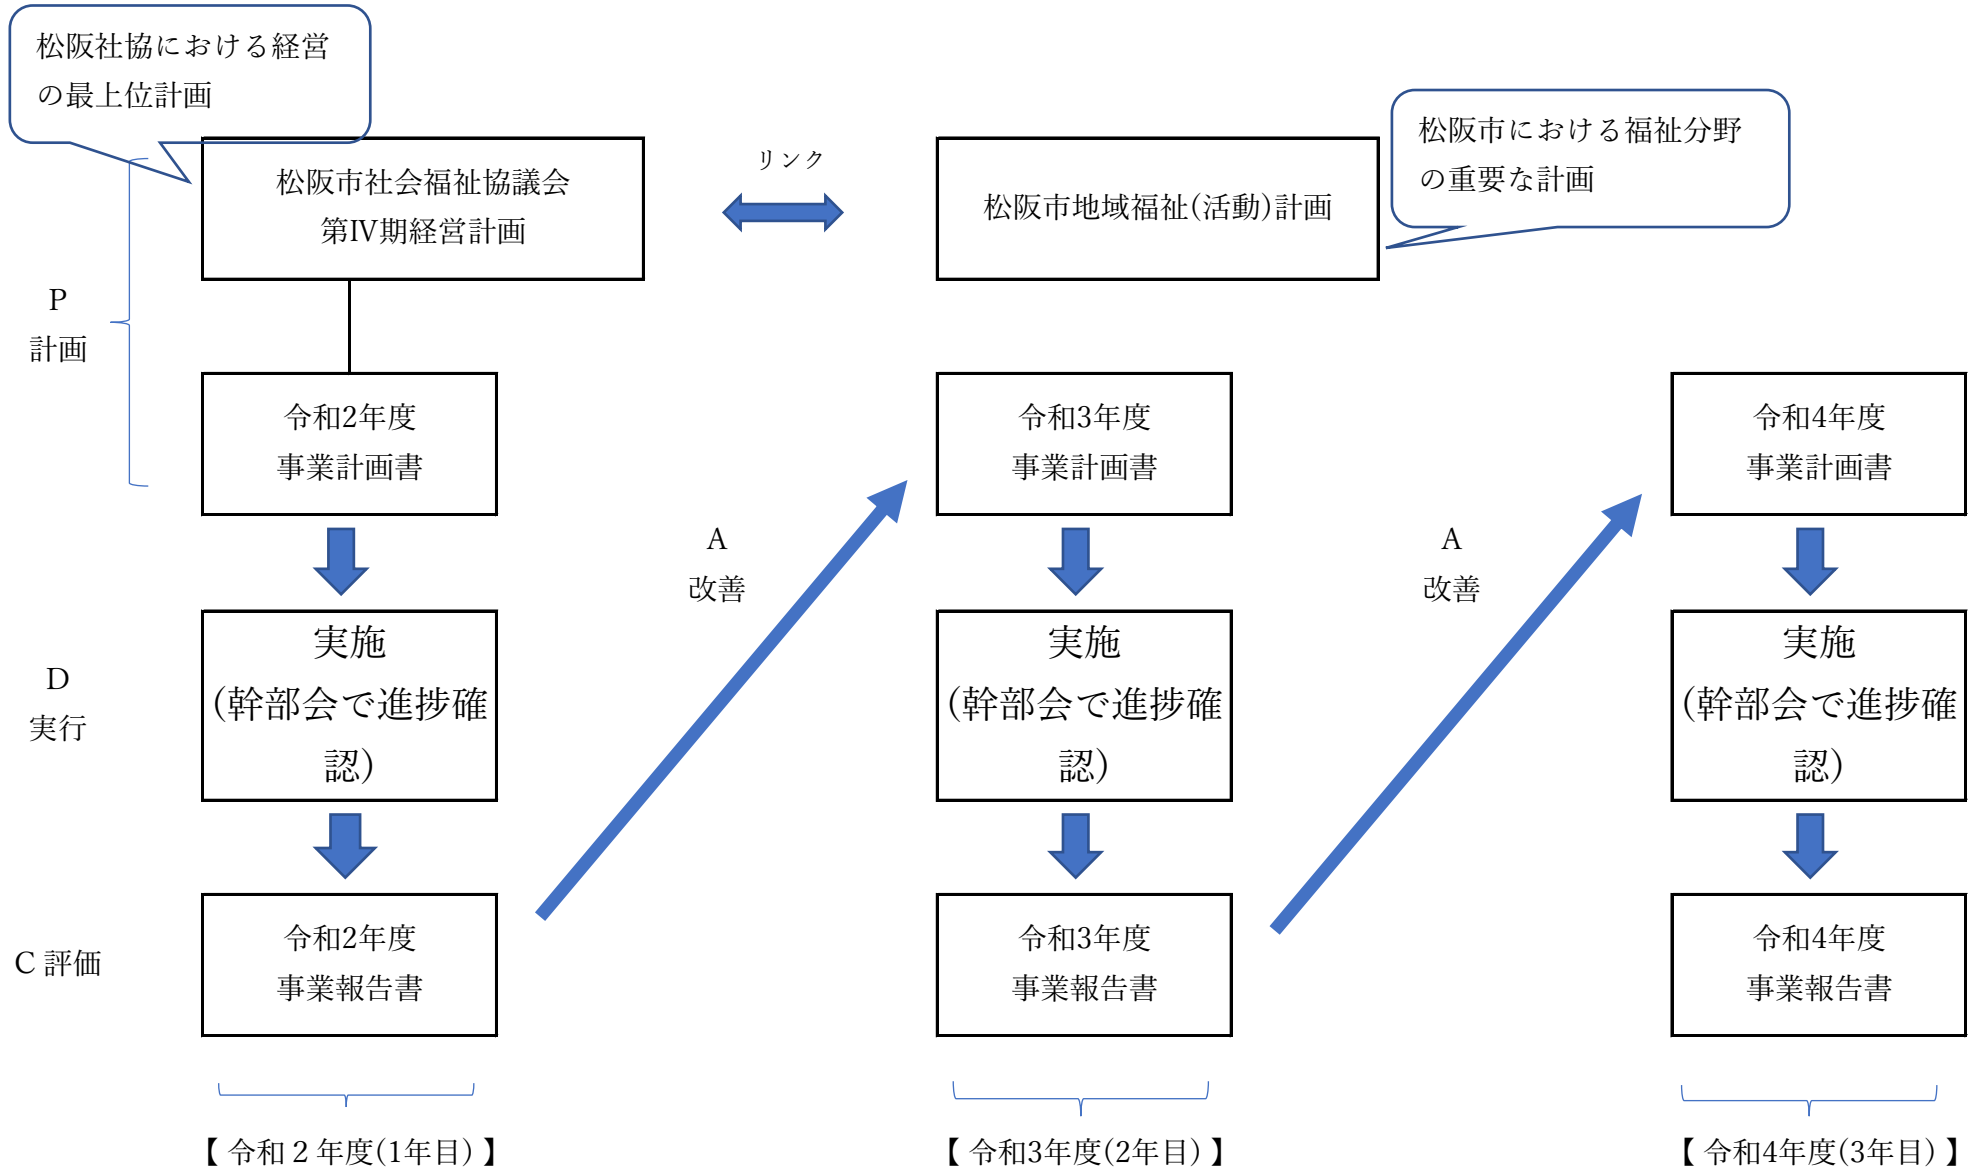 松阪社協における経営
の最上位計画
松阪市における福祉分野
の重要な計画
松阪市社会福祉協議会
第Ⅳ期経営計画
リンク
松阪市地域福祉(活動)計画
P
計画
令和2年度
事業計画書
令和3年度
事業計画書
令和4年度
事業計画書
A
改善
A
改善
D
実行
実施
(幹部会で進捗確
認)
実施
(幹部会で進捗確
認)
実施
(幹部会で進捗確
認)
C 評価
令和2年度
事業報告書
令和3年度
事業報告書
令和4年度
事業報告書
【 令和 2 年度(1年目) 】
【 令和3年度(2年目) 】
【 令和4年度(3年目) 】